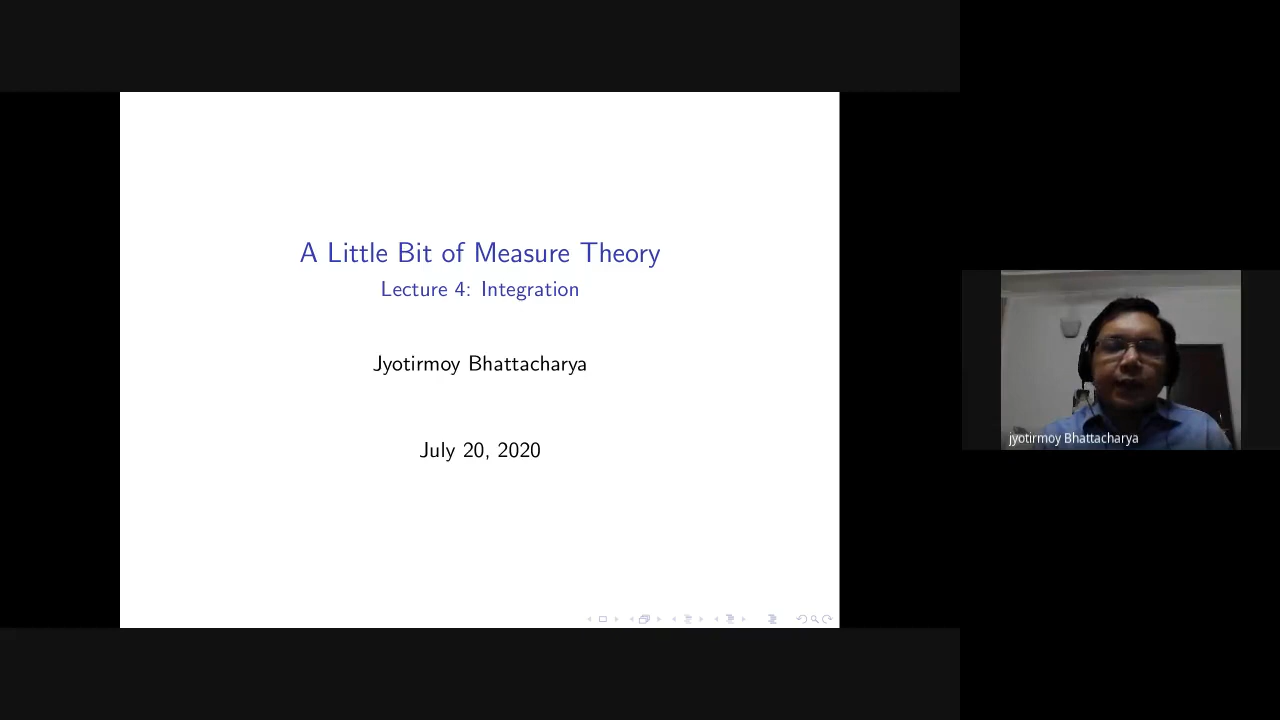 A Little Bit of Measure Theory
Lecture 4: Integration
Jyotirmoy Bhattacharya
July 20, 2020
jyotirmoy Bhattacharya